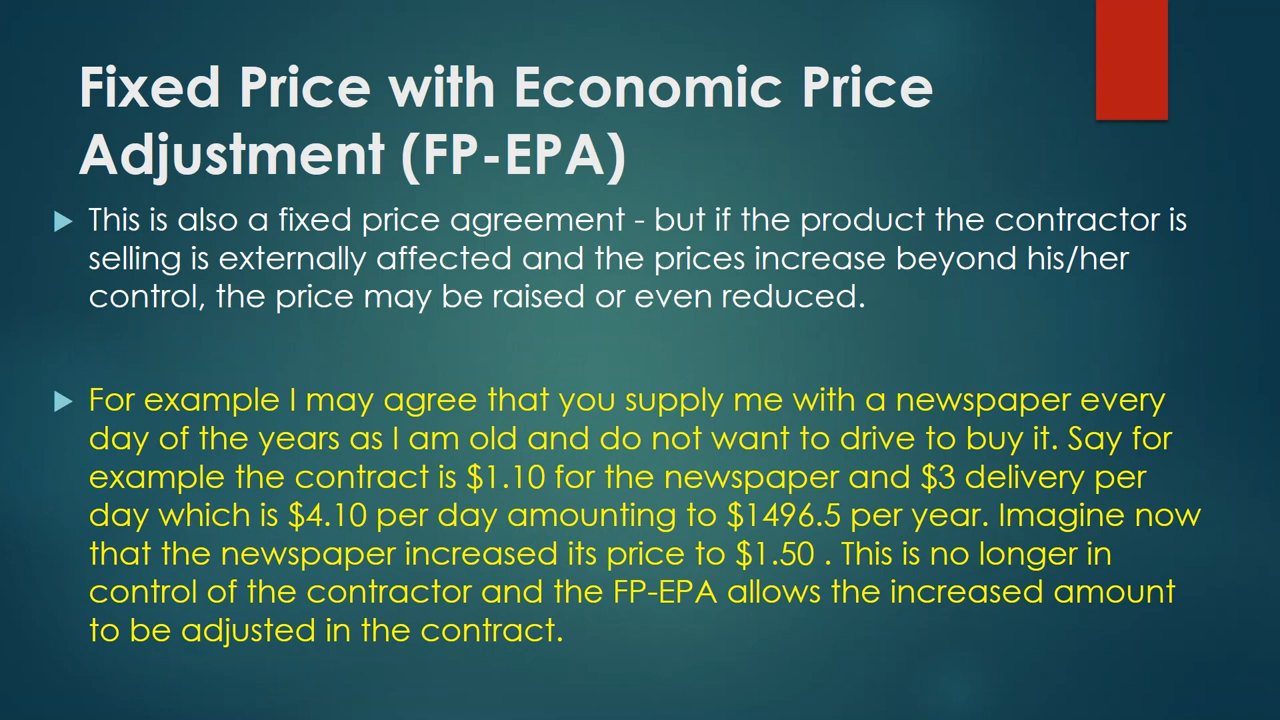 Fixed Price with Economic Price
Adjustment (FP-EPA)
This is also a fixed price agreement - but if the product the contractor is
selling is externally affected and the prices increase beyond his/her
control, the price may be raised or even reduced.
For example I may agree that you supply me with a newspaper every
day of the years as I am old and do not want to drive to buy it. Say for
example the contract is $1.10 for the newspaper and $3 delivery per
day which is $4.10 per day amounting to $1496.5 per year. Imagine now
that the newspaper increased its price to $1.50 . This is no longer in
control of the contractor and the FP-EPA allows the increased amount
to be adjusted in the contract.